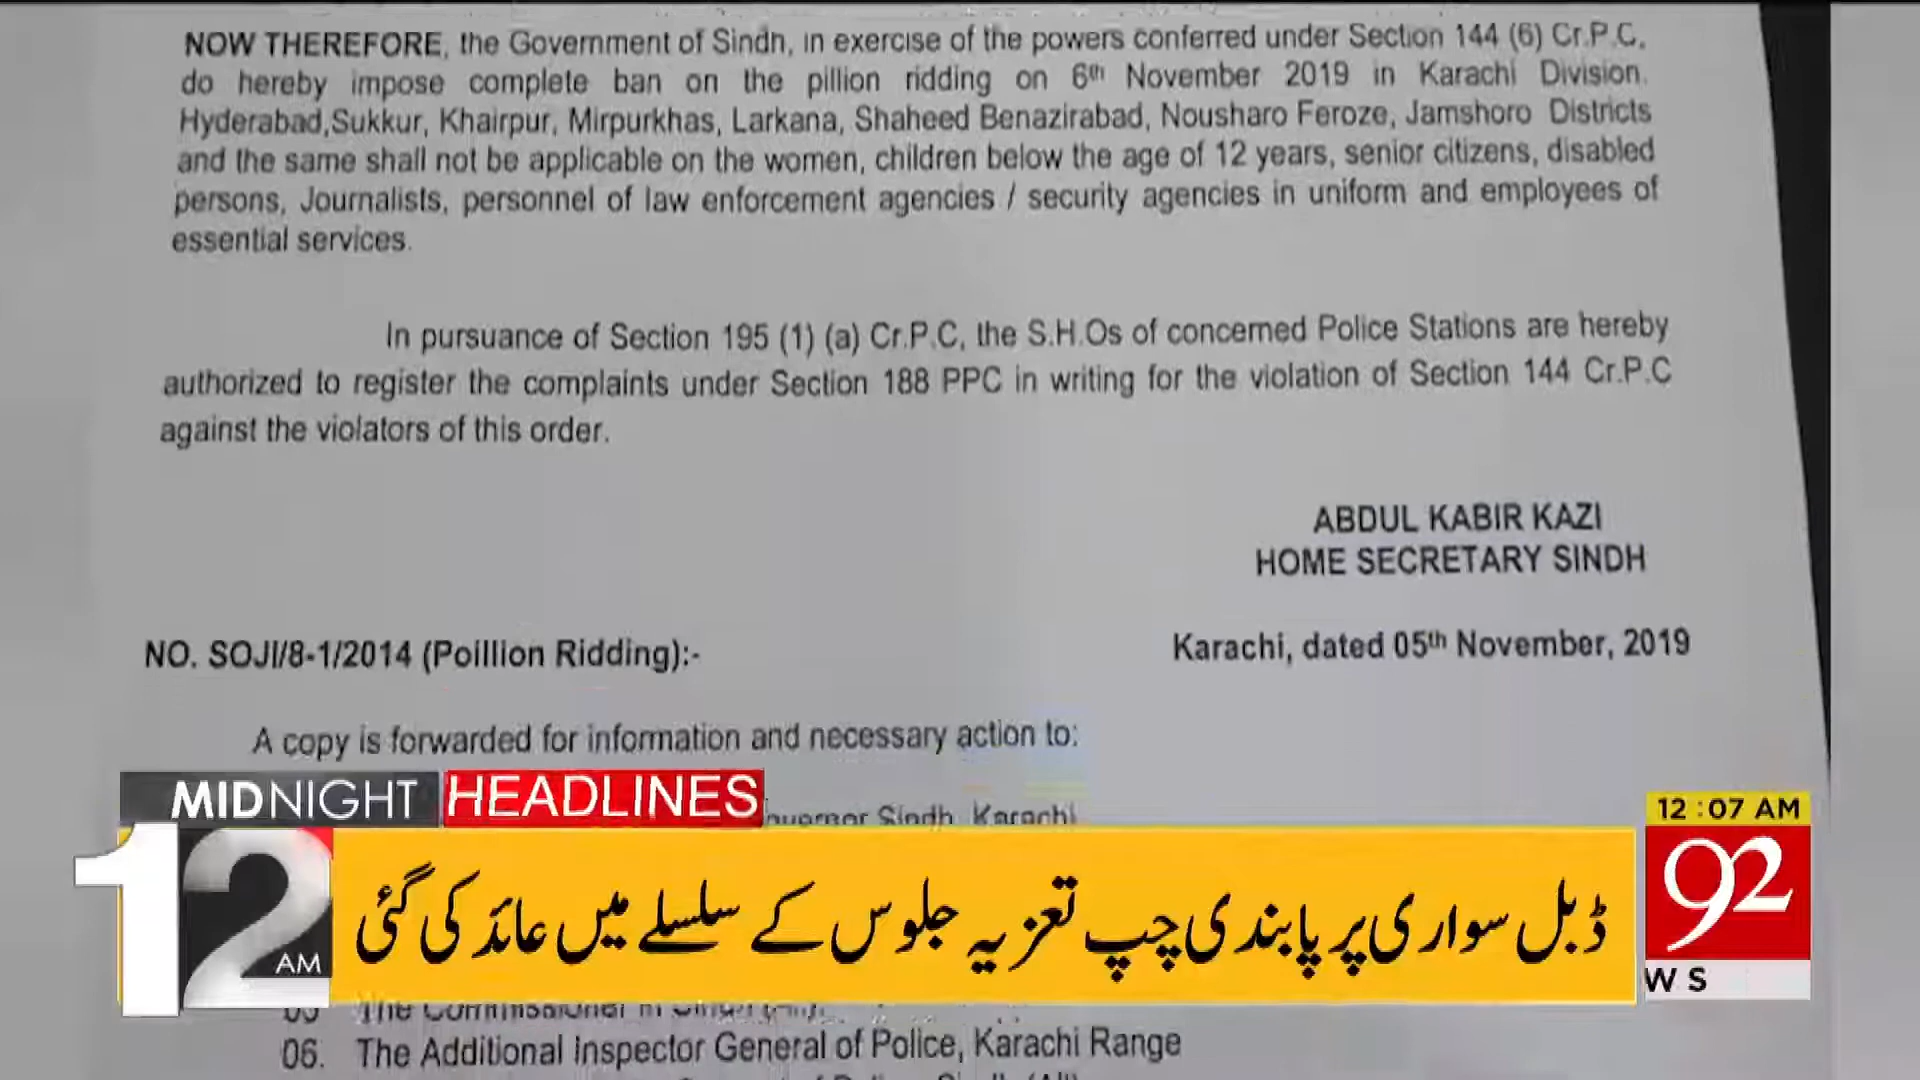 NOW THEREFORE, the Government of Sindh, in exercise of the powers conferred under Section 144 (6) Cr.P.C,
do hereby impose complete ban on the pillion ridding on 6th November 2019 in Karachi Division.
Hyderabad,Sukkur, Khairpur, Mirpurkhas, Larkana, Shaheed Benazirabad, Nousharo Feroze, Jamshoro Districts
and the same shall not be applicable on the women, children below the age of 12 years, senior citizens, disabled
persons, Journalists, personnel of law enforcement agencies / security agencies in uniform and employees of
essential services.
In pursuance of Section 195 (1) (a) Cr.P.C, the S.H.Os of concerned Police Stations are hereby
authorized to register the complaints under Section 188 PPC in writing for the violation of Section 144 Cr.P.C
against the violators of this order.
ABDUL KABIR KAZI
HOME SECRETARY SINDH
NO. SOJI/8-1/2014 (Poillion Ridding):-
Karachi, dated 05th November, 2019
A copy is forwarded for information and necessary action to:
MIDNIGHT HEADLINES
Sindh, Karachi
12:07 AM
12 AM
ڈبل سواری پر پابندی چپ تعزیہ جلوس کے سلسلے میں عائد کی گئی
92
W S
06. The Additional Inspector General of Police, Karachi Range